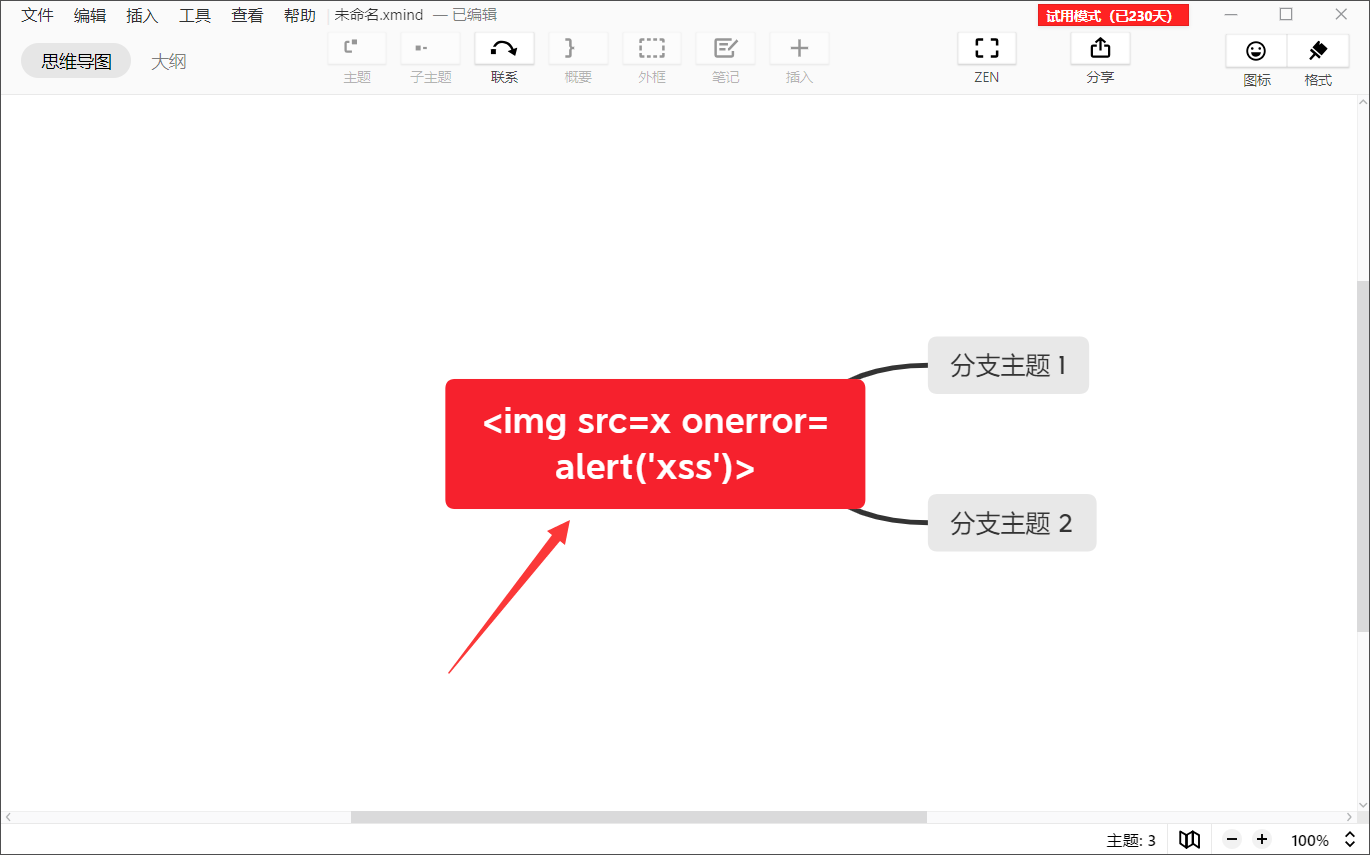 文件 编辑 插入 工具 查看 帮助 未命名.xmind — 已编辑 试用模式（已230天）
思维导图 大纲
主题 子主题 联系 概要 外框 笔记 插入 ZEN 分享 图标 格式
分支主题 1
<img src=x onerror=
alert('xss')>
分支主题 2
主题: 3 100%